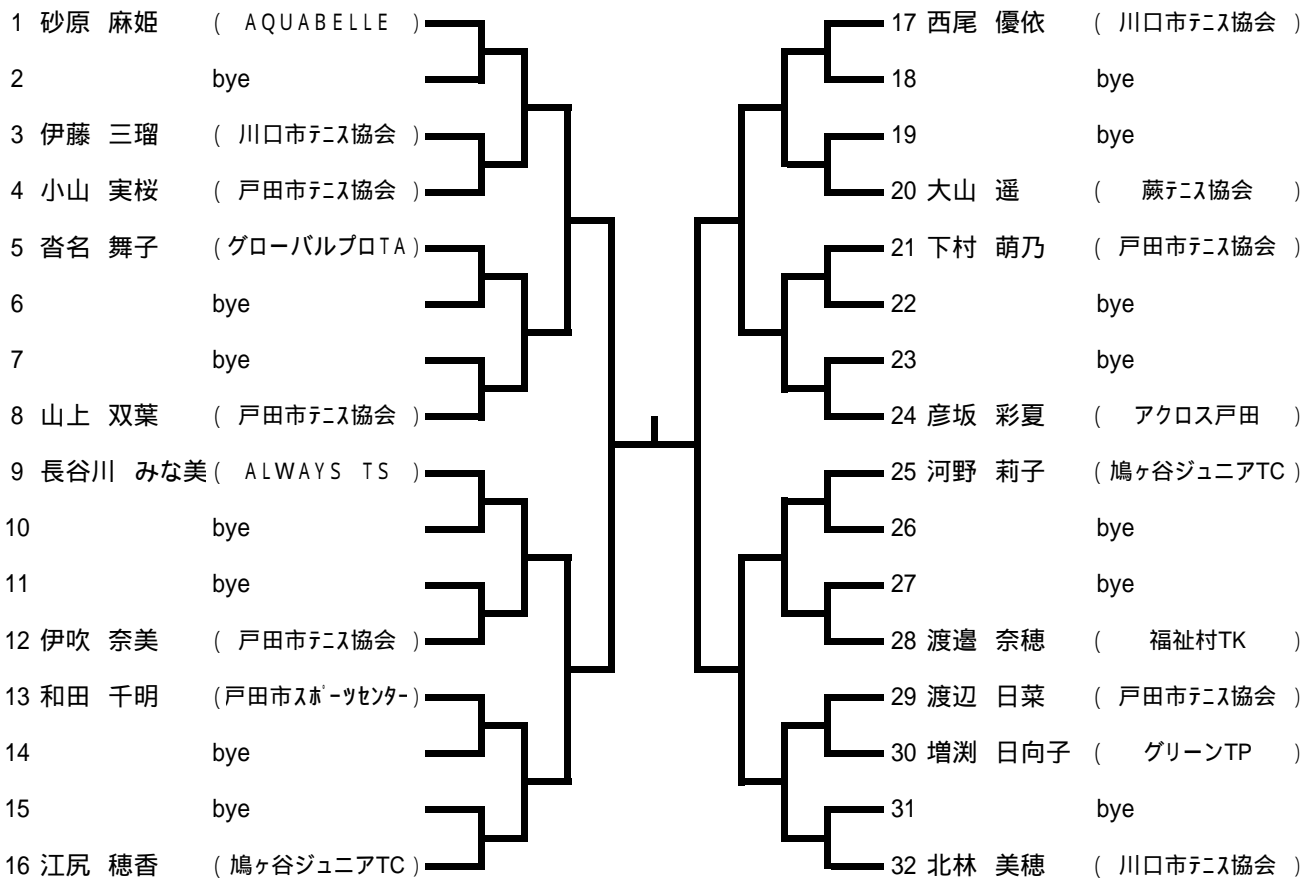 1 砂原 麻姫 ( AQUABELLE )
2 bye
3 伊藤 三瑠 ( 川口市ﾃﾆｽ協会 )
4 小山 実桜 ( 戸田市ﾃﾆｽ協会 )
5 沓名 舞子 ( グローバルプロTA )
6 bye
7 bye
8 山上 双葉 ( 戸田市ﾃﾆｽ協会 )
9 長谷川 みな美 ( ALWAYS TS )
10 bye
11 bye
12 伊吹 奈美 ( 戸田市ﾃﾆｽ協会 )
13 和田 千明 ( 戸田市ｽﾎﾟｰﾂｾﾝﾀｰ )
14 bye
15 bye
16 江尻 穂香 ( 鳩ヶ谷ジュニアTC )
17 西尾 優依 ( 川口市ﾃﾆｽ協会 )
18 bye
19 bye
20 大山 遥 ( 蕨ﾃﾆｽ協会 )
21 下村 萌乃 ( 戸田市ﾃﾆｽ協会 )
22 bye
23 bye
24 彦坂 彩夏 ( アクロス戸田 )
25 河野 莉子 ( 鳩ヶ谷ジュニアTC )
26 bye
27 bye
28 渡邉 奈穂 ( 福祉村TK )
29 渡辺 日菜 ( 戸田市ﾃﾆｽ協会 )
30 増渕 日向子 ( グリーンTP )
31 bye
32 北林 美穂 ( 川口市ﾃﾆｽ協会 )